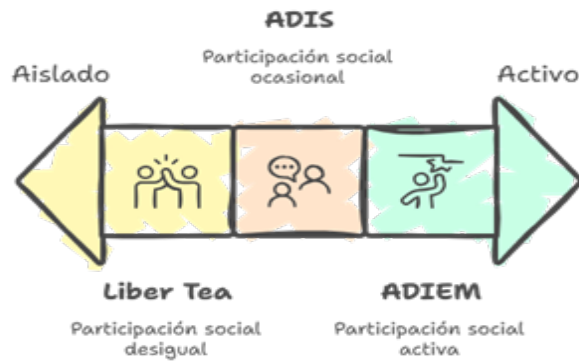 ADIS
Participación social
ocasional
Aislado
Activo
Liber Tea
Participación social
desigual
ADIEM
Participación social
activa